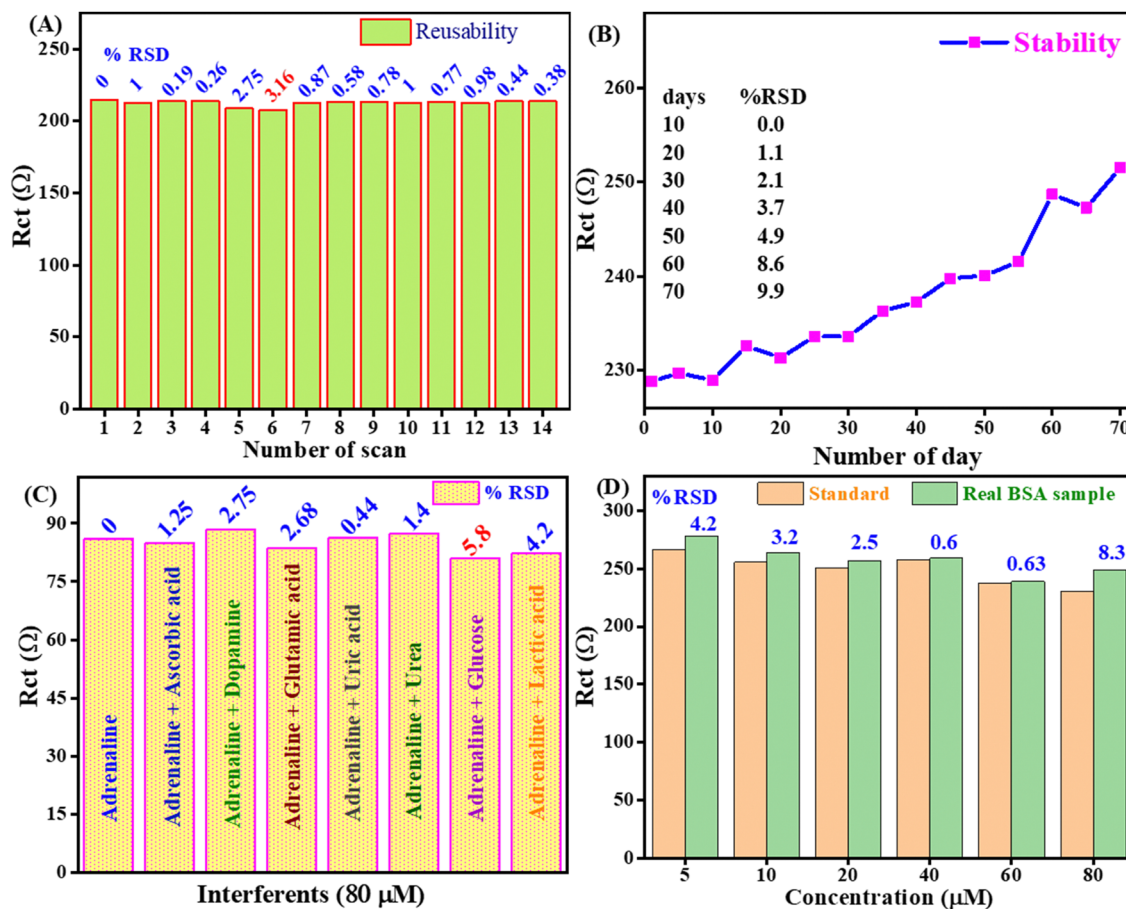 (A)
Reusability
% RSD
0 1 0.19 0.26 2.75 3.16 0.87 0.58 0.78 1 0.77 0.98 0.44 0.38
Rct (Ω)
250
200
150
100
50
0
1 2 3 4 5 6 7 8 9 10 11 12 13 14
Number of scan
(B)
Stability
days %RSD
10 0.0
20 1.1
30 2.1
40 3.7
50 4.9
60 8.6
70 9.9
Rct (Ω)
260
250
240
230
0 10 20 30 40 50 60 70
Number of day
(C)
% RSD
0 1.25 2.75 2.68 0.44 1.4 5.8 4.2
Rct (Ω)
90
75
60
45
30
15
0
Adrenaline
Adrenaline + Ascorbic acid
Adrenaline + Dopamine
Adrenaline + Glutamic acid
Adrenaline + Uric acid
Adrenaline + Urea
Adrenaline + Glucose
Adrenaline + Lactic acid
Interferents (80 μM)
(D)
%RSD
Standard
Real BSA sample
4.2 3.2 2.5 0.6 0.63 8.3
Rct (Ω)
300
250
200
150
100
50
0
5 10 20 40 60 80
Concentration (μM)